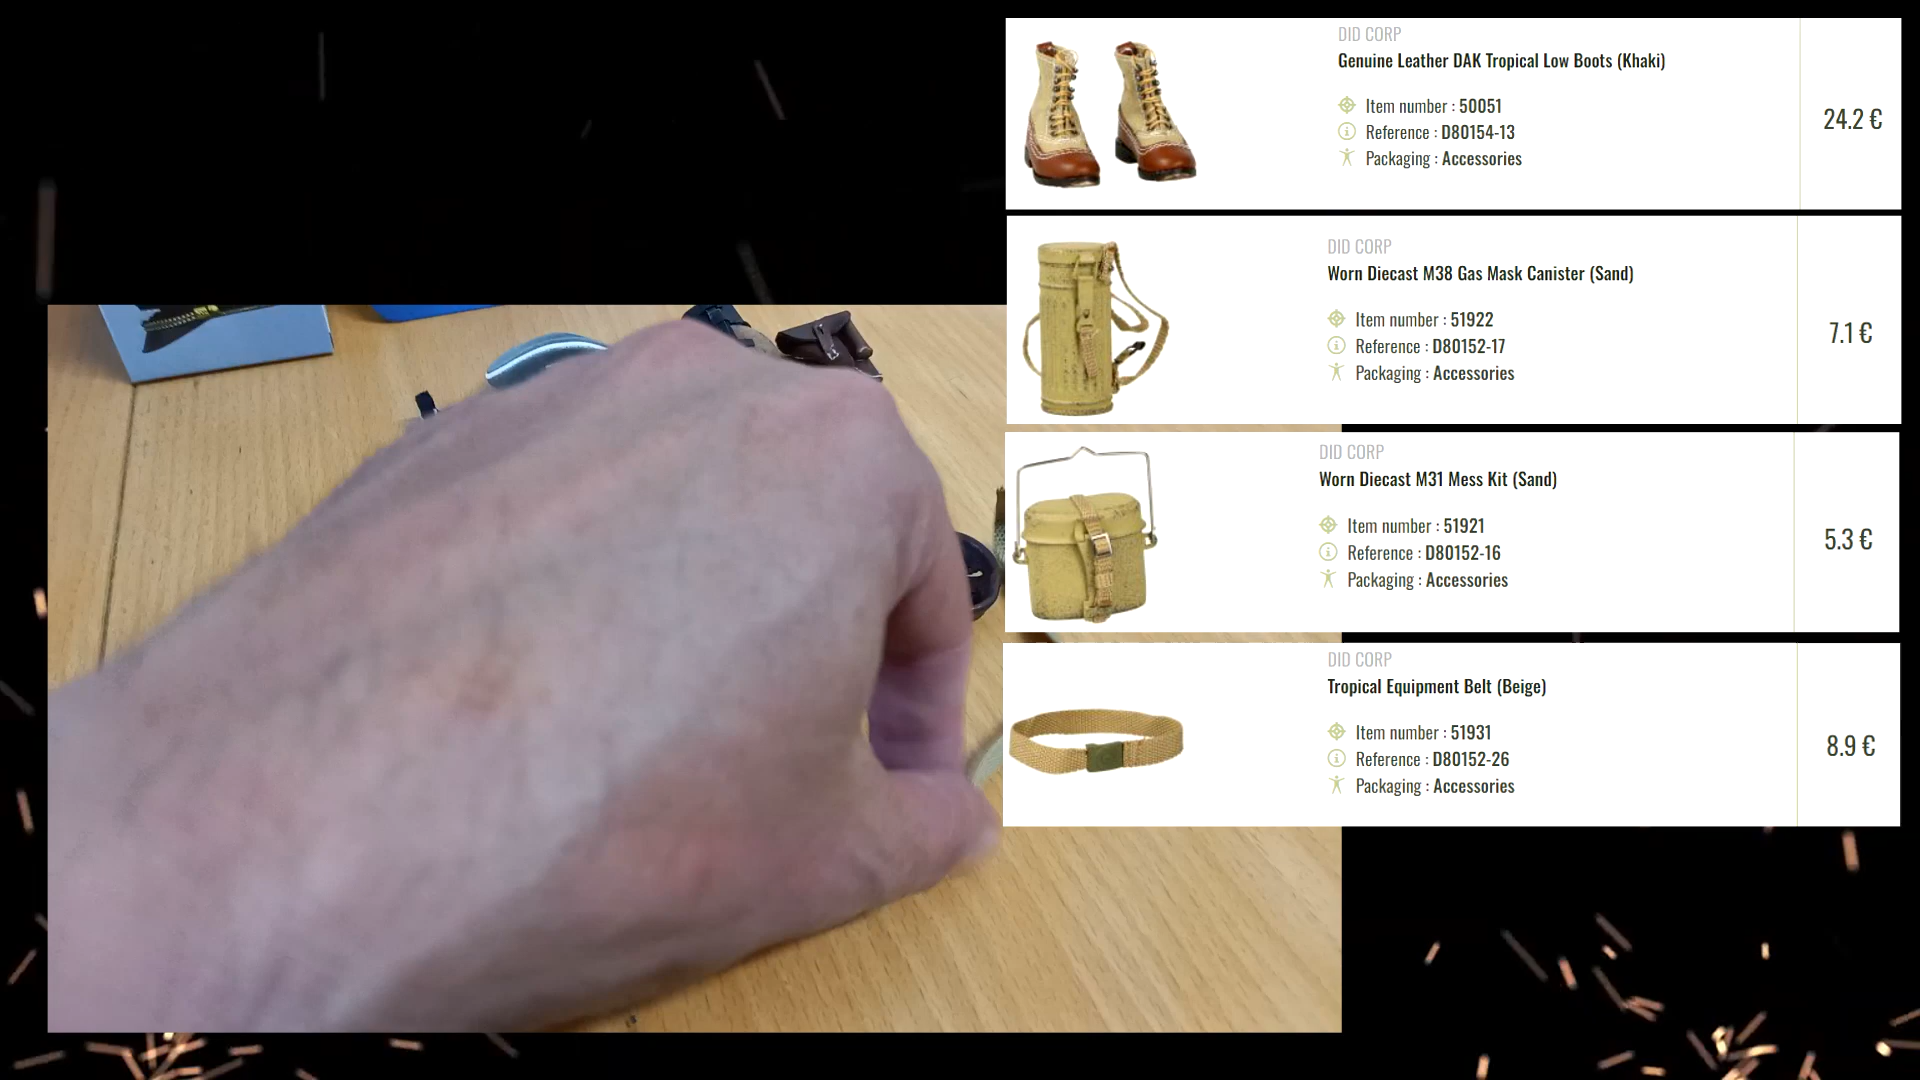 DID CORP
Genuine Leather DAK Tropical Low Boots (Khaki)
Item number : 50051
Reference : D80154-13
Packaging : Accessories
24.2 €
DID CORP
Worn Diecast M38 Gas Mask Canister (Sand)
Item number : 51922
Reference : D80152-17
Packaging : Accessories
7.1 €
DID CORP
Worn Diecast M31 Mess Kit (Sand)
Item number : 51921
Reference : D80152-16
Packaging : Accessories
5.3 €
DID CORP
Tropical Equipment Belt (Beige)
Item number : 51931
Reference : D80152-26
Packaging : Accessories
8.9 €